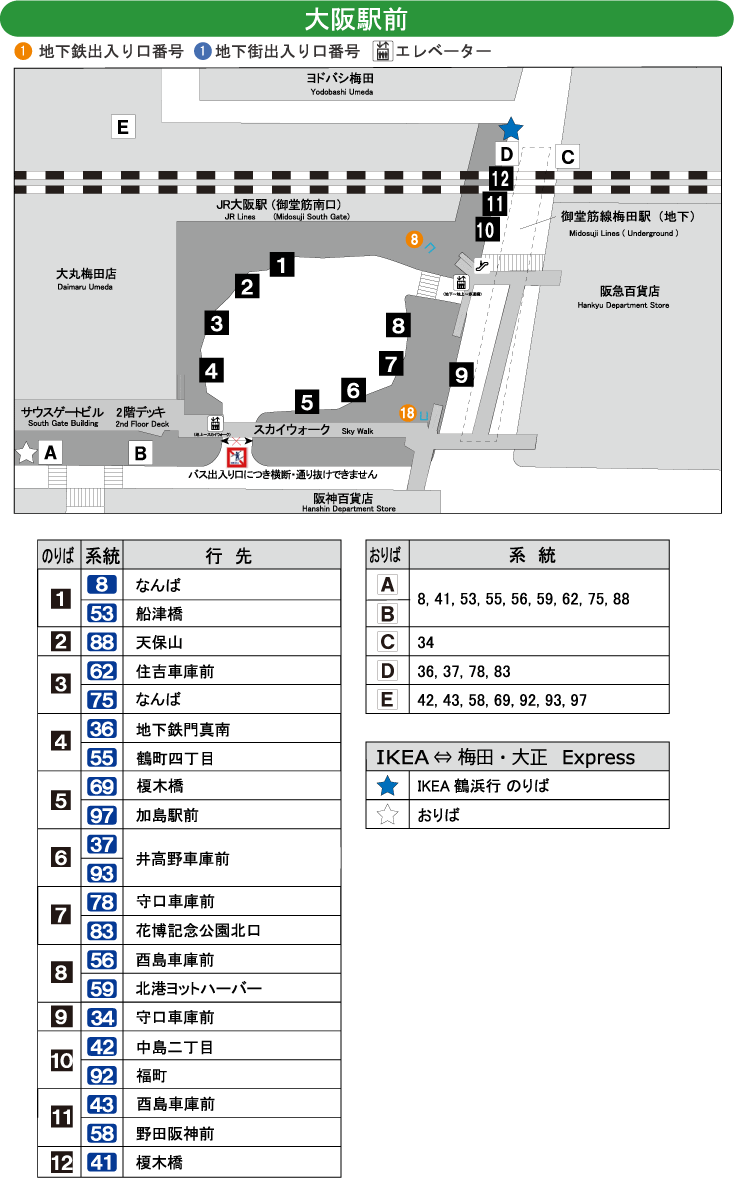 大阪駅前
1 地下鉄出入り口番号 1 地下街出入り口番号 エレベーター
ヨドバシ梅田
Yodobashi Umeda
E
D
C
12
JR大阪駅（御堂筋南口）
JR Lines (Midosuji South Gate)
11
10
御堂筋線梅田駅（地下）
Midosuji Lines ( Underground )
8
大丸梅田店
Daimaru Umeda
1
2
3
4
5
6
7
8
9
阪急百貨店
Hankyu Department Store
18
サウスゲートビル 2階デッキ
South Gate Building 2nd Floor Deck
スカイウォーク Sky Walk
A
B
バス出入り口につき横断・通り抜けできません
阪神百貨店
Hanshin Department Store
のりば 系統 行先
1 8 なんば
53 船津橋
2 88 天保山
3 62 住吉車庫前
75 なんば
4 36 地下鉄門真南
55 鶴町四丁目
5 69 榎木橋
97 加島駅前
6 37 井高野車庫前
93
7 78 守口車庫前
83 花博記念公園北口
8 56 酉島車庫前
59 北港ヨットハーバー
9 34 守口車庫前
10 42 中島二丁目
92 福町
11 43 酉島車庫前
58 野田阪神前
12 41 榎木橋
おりば 系統
A 8, 41, 53, 55, 56, 59, 62, 75, 88
B
C 34
D 36, 37, 78, 83
E 42, 43, 58, 69, 92, 93, 97
IKEA ⇔ 梅田・大正 Express
IKEA 鶴浜行 のりば
おりば